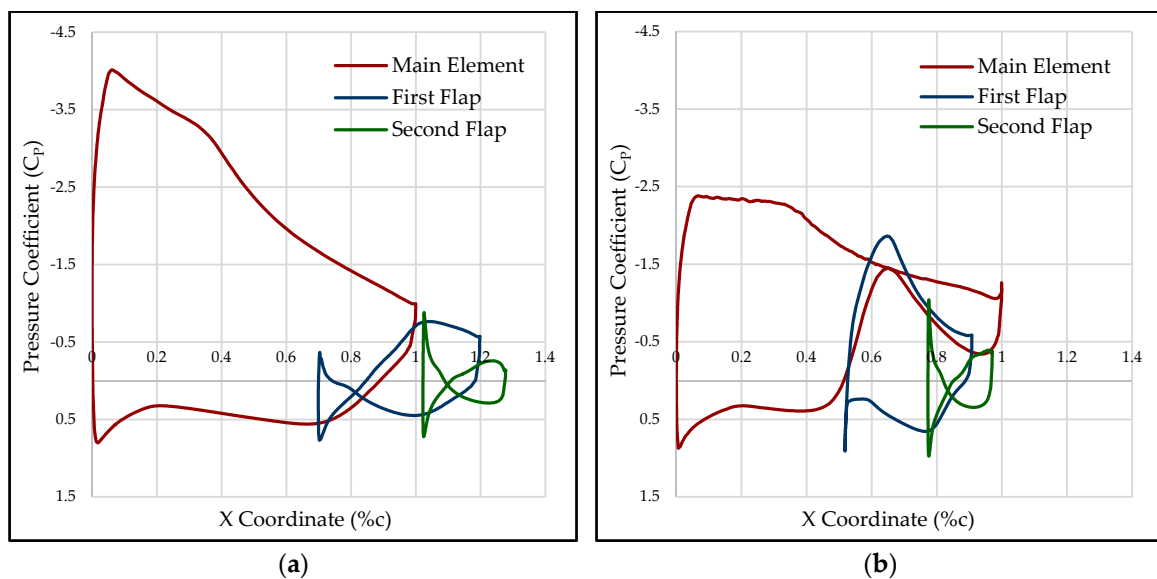 -4.5
-3.5
-2.5
-1.5
-0.5
0.5
1.5
0 0.2 0.4 0.6 0.8 1.0 1.2 1.4
Pressure Coefficient (CP)
X Coordinate (%c)
Main Element
First Flap
Second Flap
(a)
-4.5
-3.5
-2.5
-1.5
-0.5
0.5
1.5
0 0.2 0.4 0.6 0.8 1 1.2 1.4
Pressure Coefficient (CP)
X Coordinate (%c)
Main Element
First Flap
Second Flap
(b)